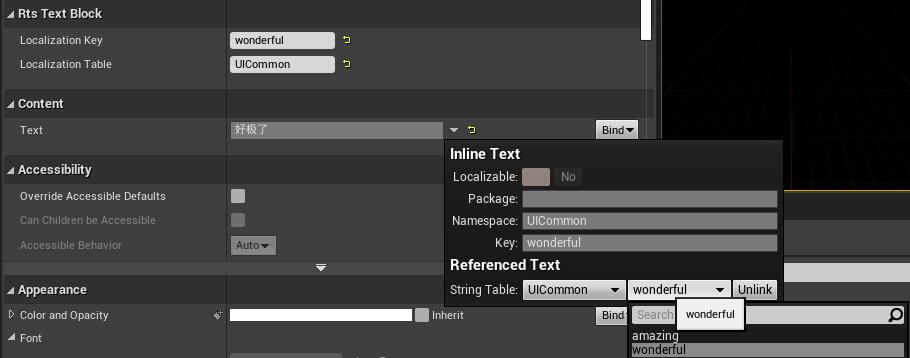 Rts Text Block
Localization Key wonderful
Localization Table UICommon
Content
Text 好极了 Bind
Inline Text
Localizable: No
Package:
Namespace: UICommon
Key: wonderful
Referenced Text
String Table: UICommon wonderful Unlink
wonderful
Search
amazing
wonderful
Accessibility
Override Accessible Defaults
Can Children be Accessible
Accessible Behavior Auto
Appearance
Color and Opacity Inherit Bind
Font